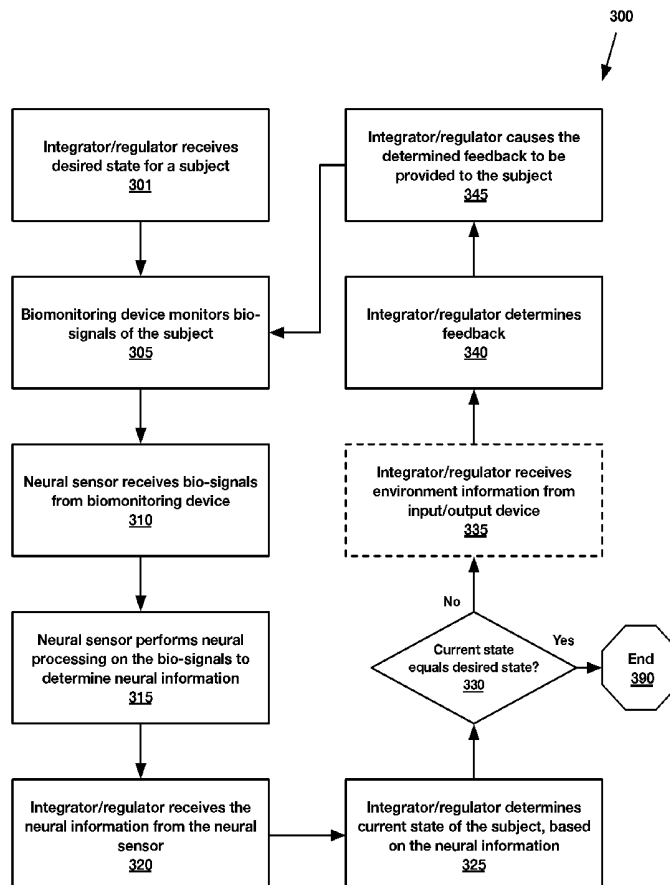 300
Integrator/regulator receives
desired state for a subject
301
Biomonitoring device monitors bio-
signals of the subject
305
Neural sensor receives bio-signals
from biomonitoring device
310
Neural sensor performs neural
processing on the bio-signals to
determine neural information
315
Integrator/regulator receives the
neural information from the neural
sensor
320
Integrator/regulator determines
current state of the subject, based
on the neural information
325
Current state
equals desired state?
330
Yes
End
390
No
Integrator/regulator receives
environment information from
input/output device
335
Integrator/regulator determines
feedback
340
Integrator/regulator causes the
determined feedback to be
provided to the subject
345